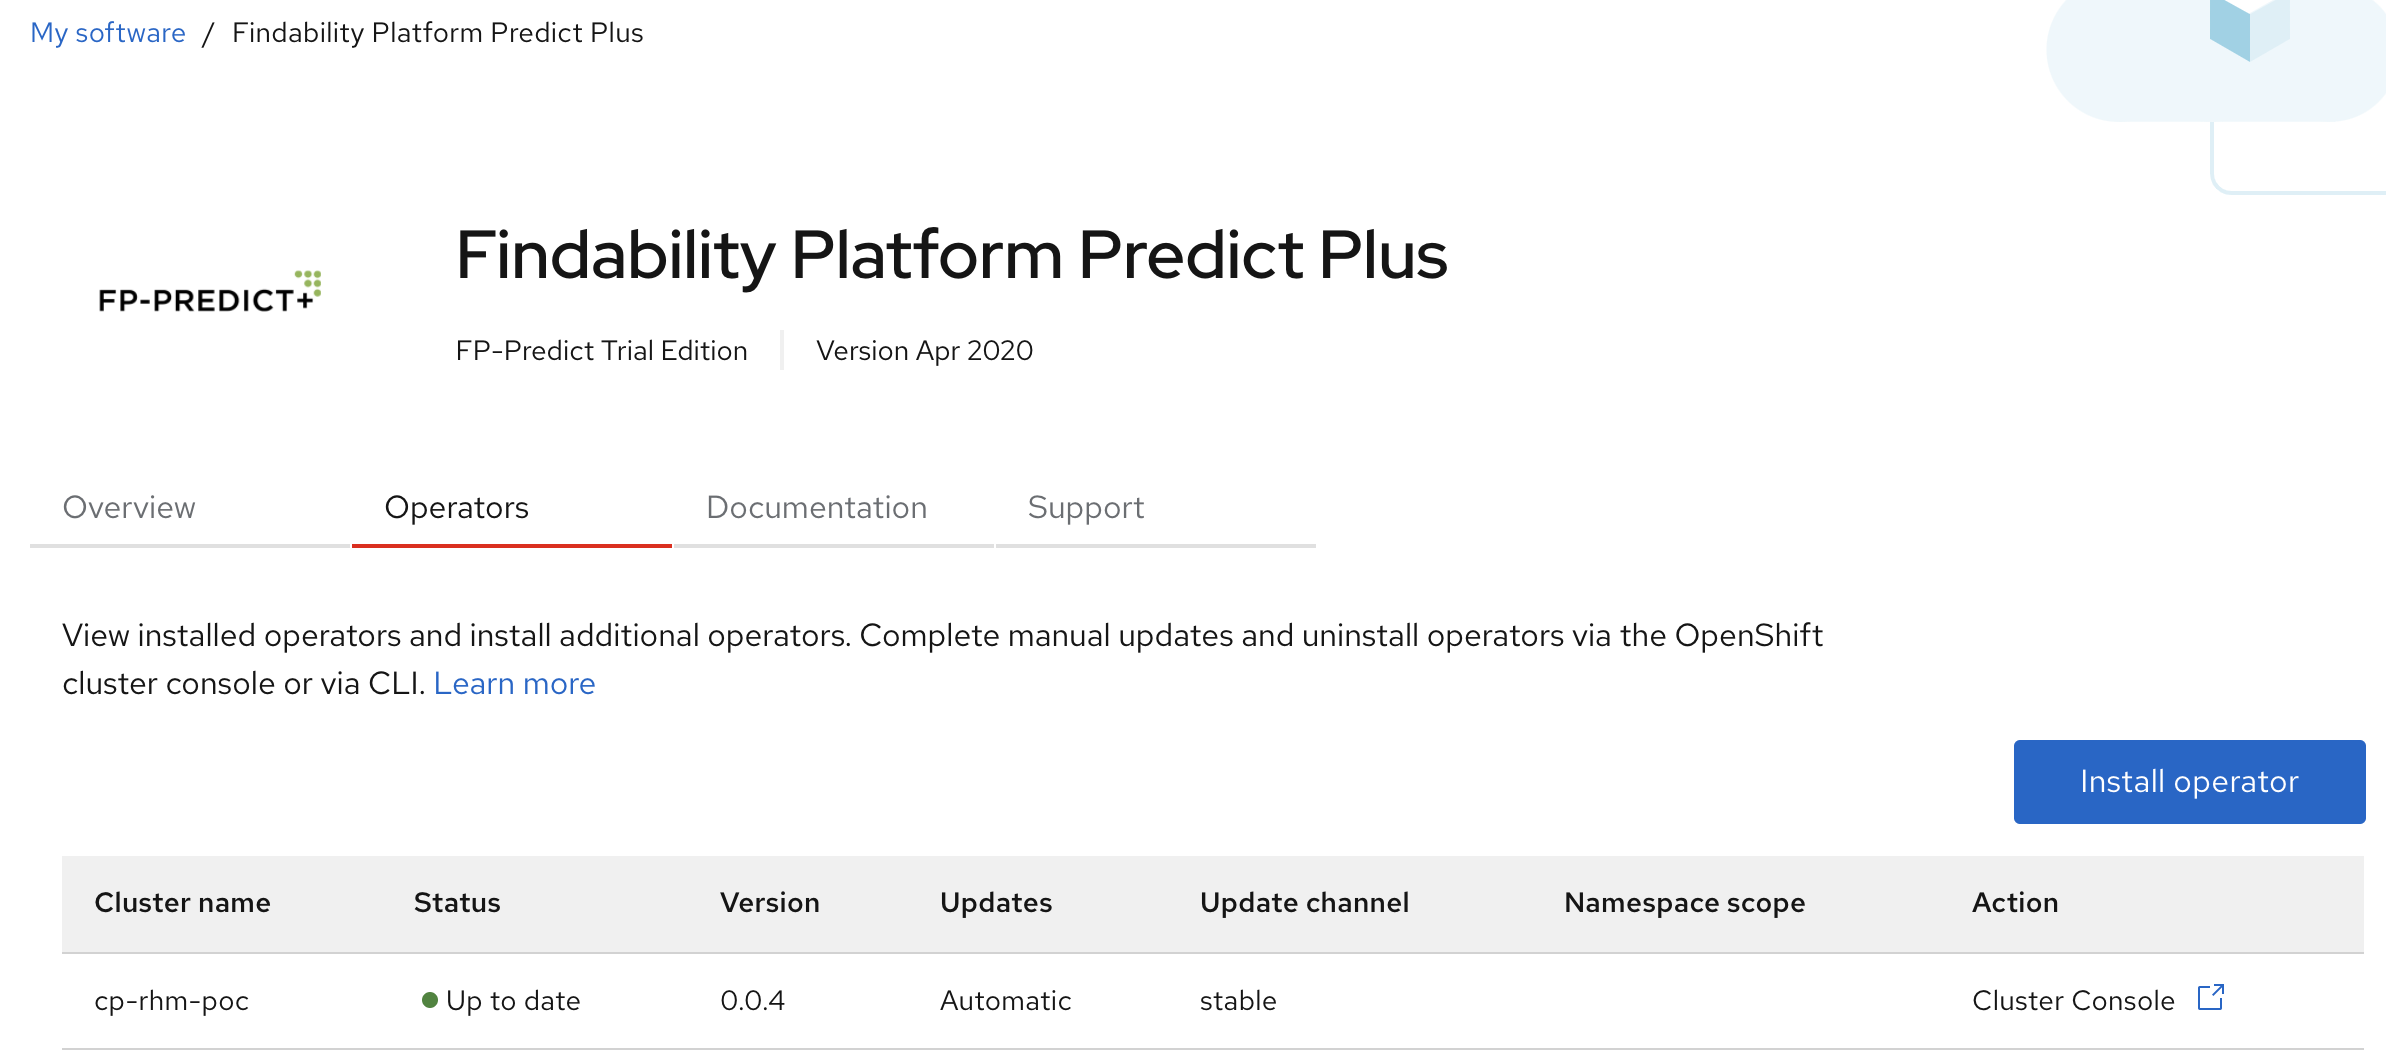 My software / Findability Platform Predict Plus
FP-PREDICT+
Findability Platform Predict Plus
FP-Predict Trial Edition Version Apr 2020
Overview Operators Documentation Support
View installed operators and install additional operators. Complete manual updates and uninstall operators via the OpenShift
cluster console or via CLI. Learn more
Install operator
Cluster name Status Version Updates Update channel Namespace scope Action
cp-rhm-poc Up to date 0.0.4 Automatic stable Cluster Console